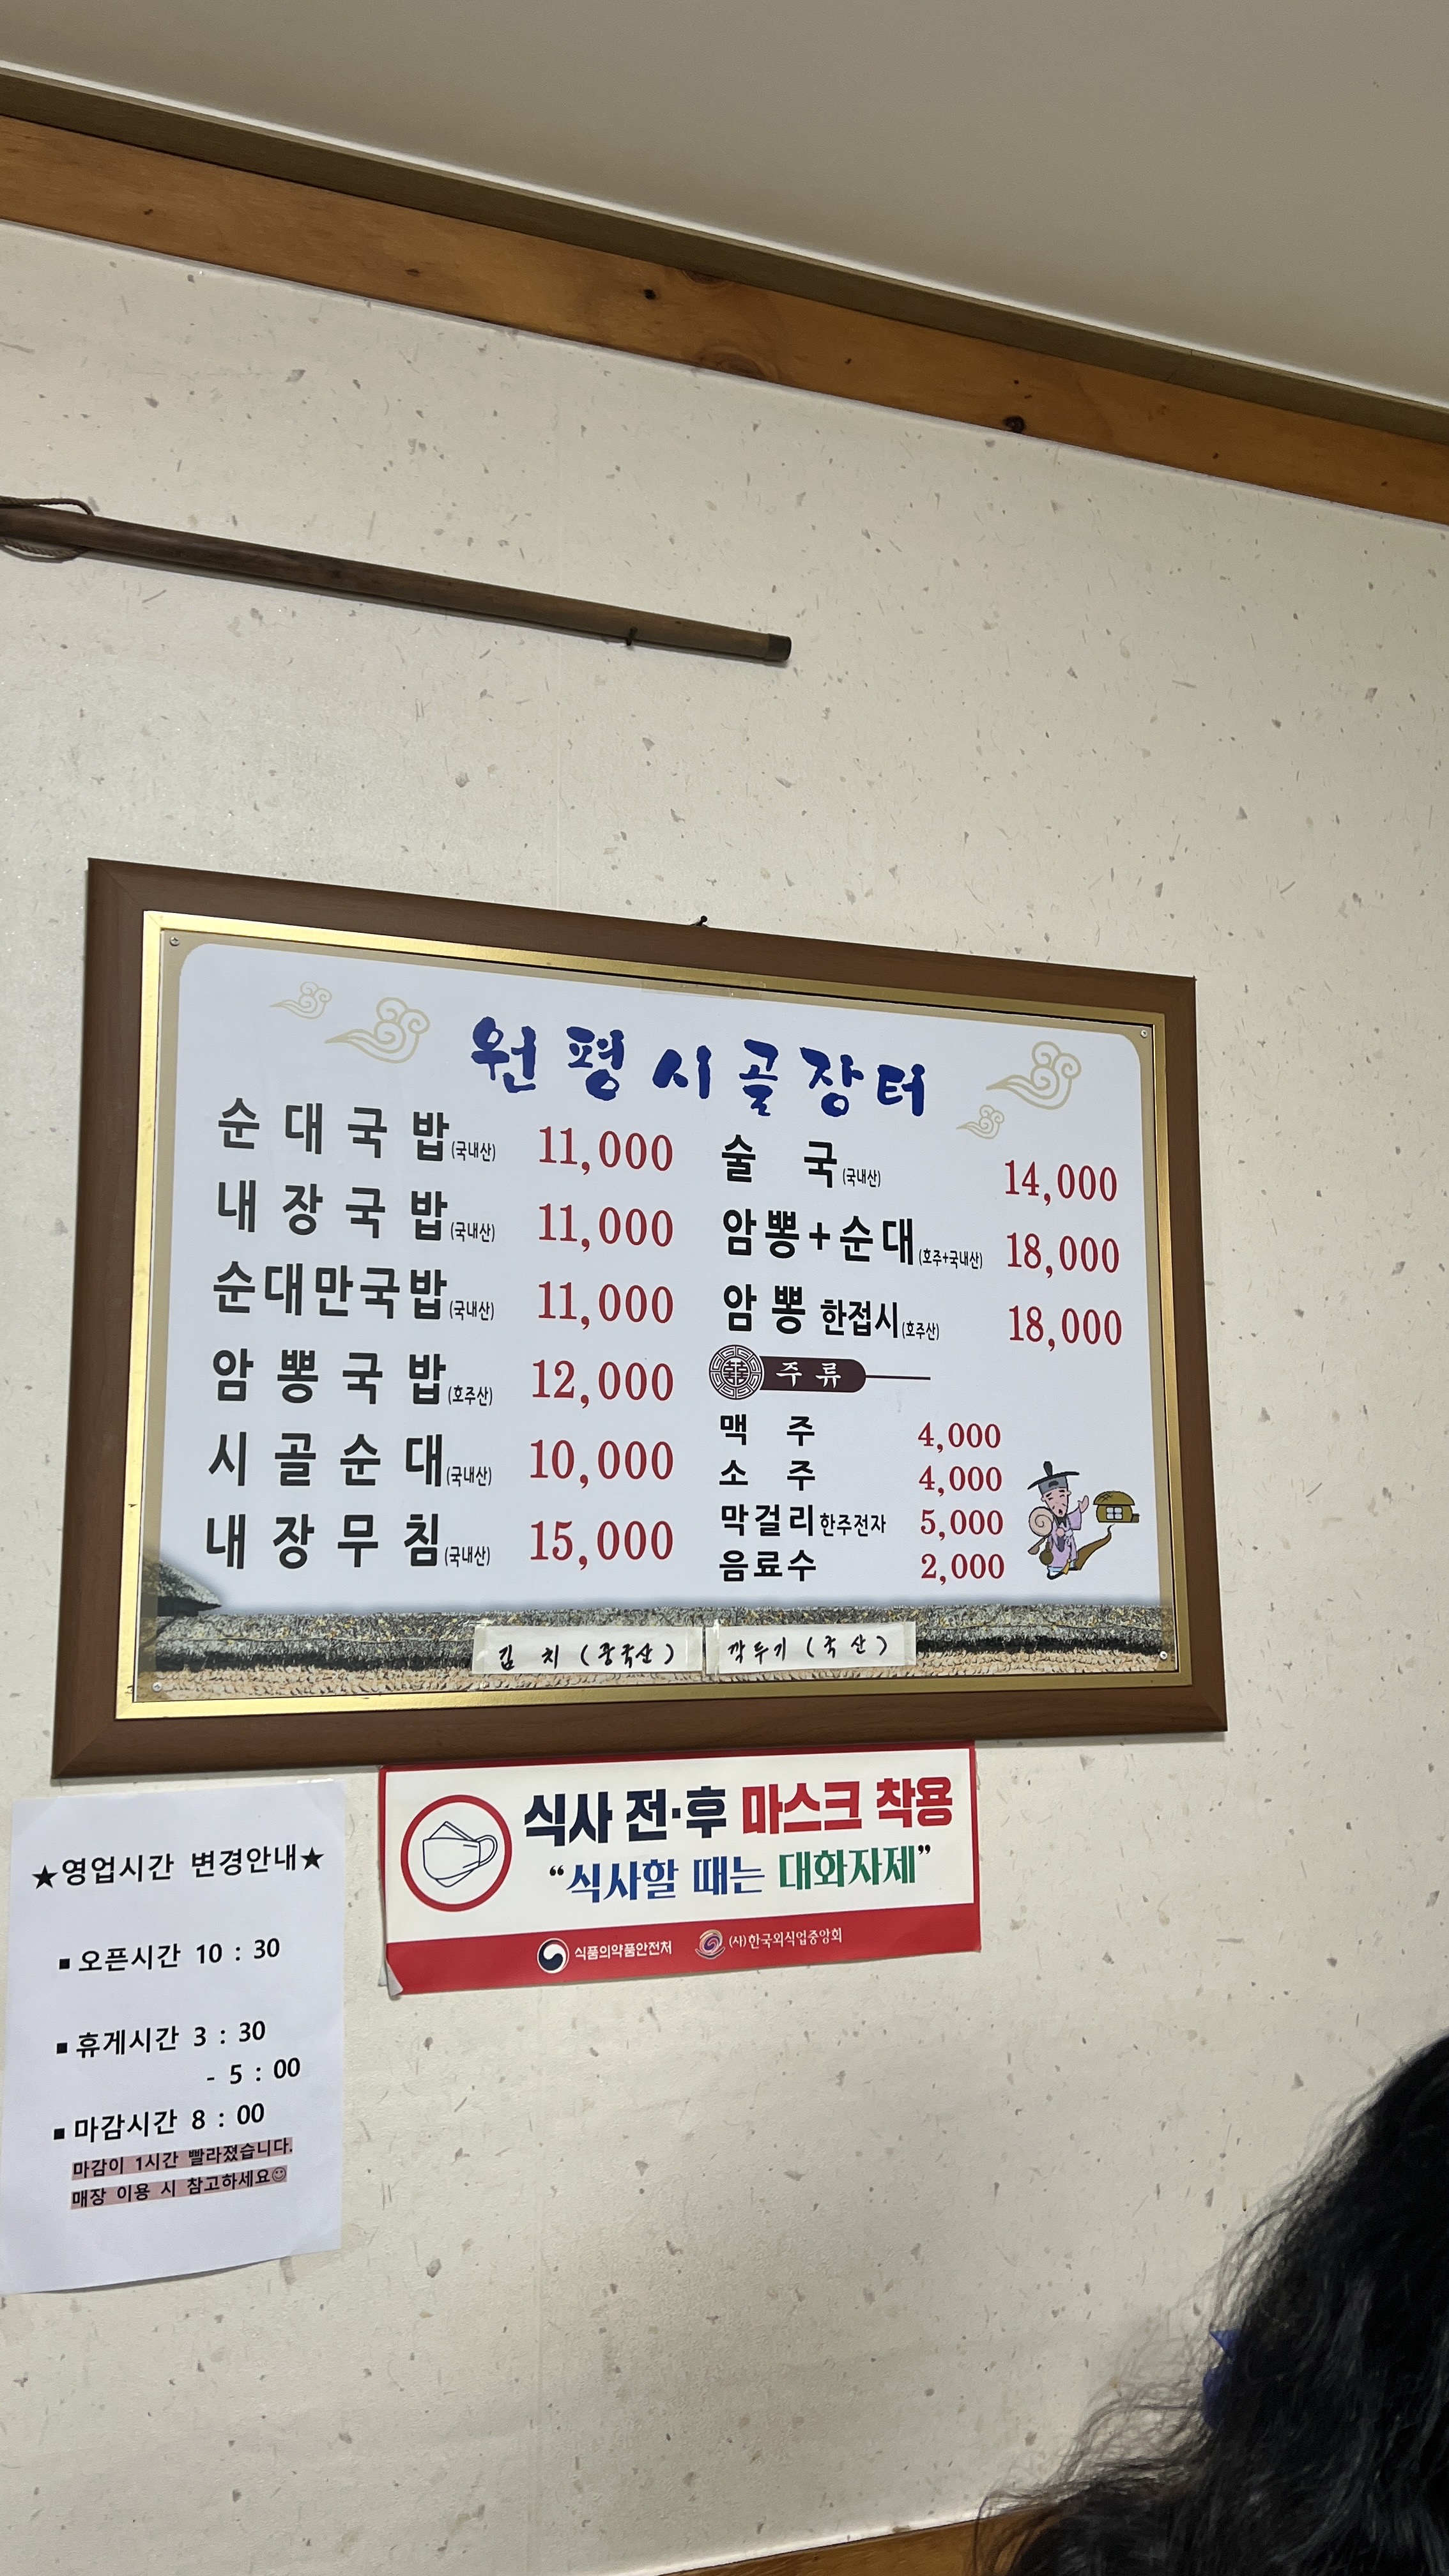 원평시골장터
순대국밥(국내산) 11,000
내장국밥(국내산) 11,000
순대만국밥(국내산) 11,000
암뽕국밥(호주산) 12,000
시골순대(국내산) 10,000
내장무침(국내산) 15,000
술국(국내산) 14,000
암뽕+순대(호주+국내산) 18,000
암뽕 한접시(호주산) 18,000
주류
맥주 4,000
소주 4,000
막걸리한주전자 5,000
음료수 2,000
김치(중국산) 깍두기(국산)
식사 전·후 마스크 착용
“식사할 때는 대화자제”
식품의약품안전처 (사)한국외식업중앙회
★영업시간 변경안내★
▪ 오픈시간 10 : 30
▪ 휴게시간 3 : 30
- 5 : 00
▪ 마감시간 8 : 00
마감이 1시간 빨라졌습니다.
매장 이용 시 참고하세요☺